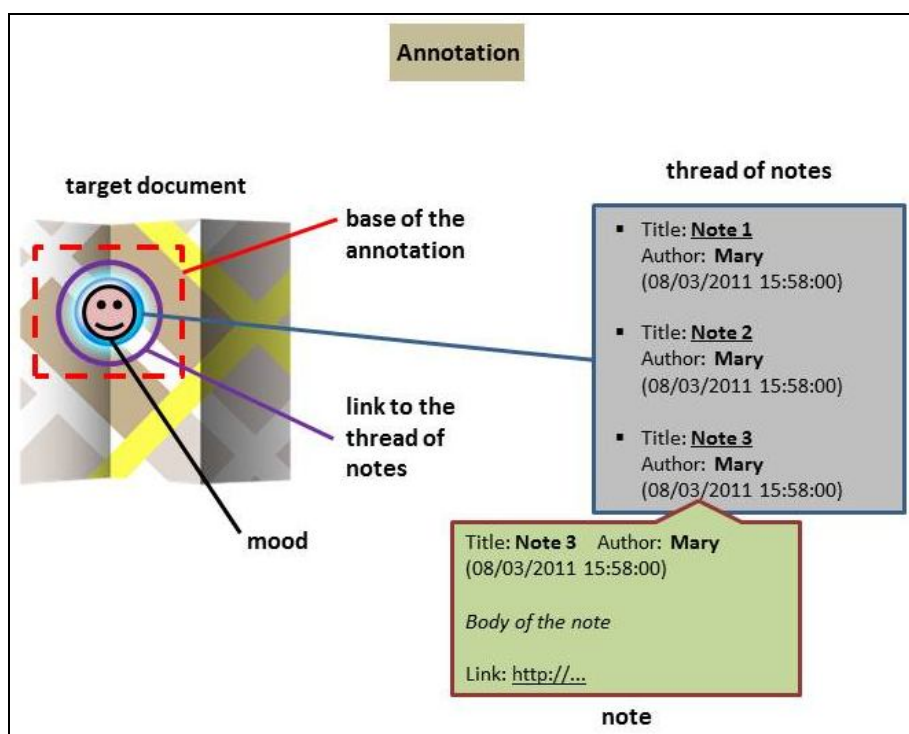 Annotation
target document
base of the
annotation
link to the
thread of
notes
mood
thread of notes
▪ Title: Note 1
Author: Mary
(08/03/2011 15:58:00)
▪ Title: Note 2
Author: Mary
(08/03/2011 15:58:00)
▪ Title: Note 3
Author: Mary
(08/03/2011 15:58:00)
Title: Note 3 Author: Mary
(08/03/2011 15:58:00)
Body of the note
Link: http://...
note